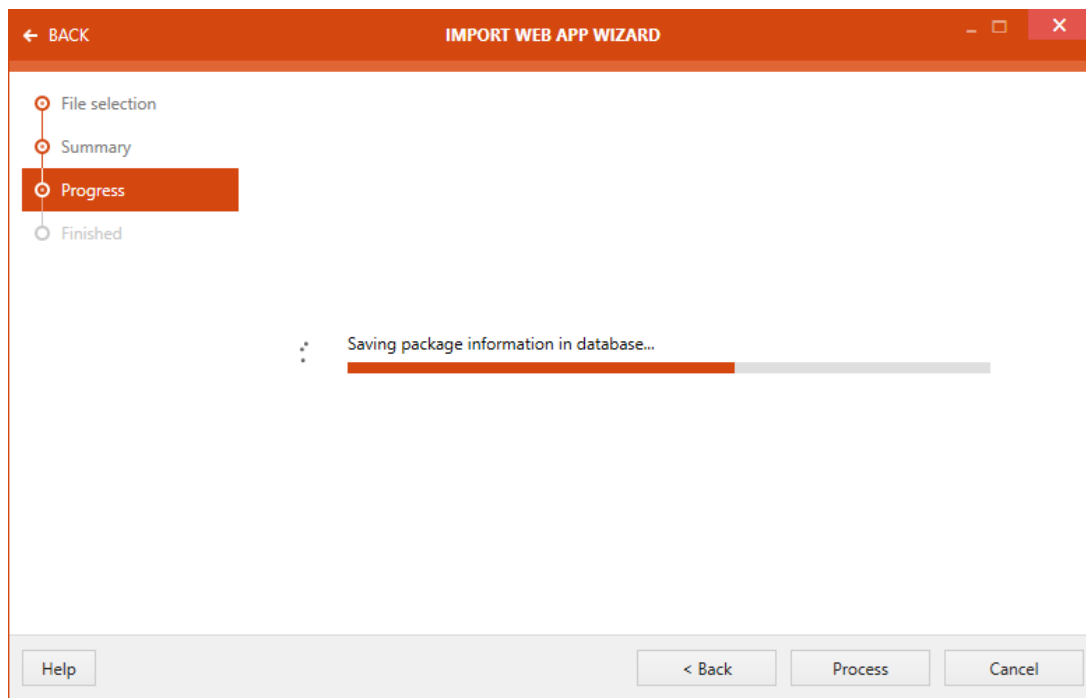 BACK
IMPORT WEB APP WIZARD
File selection
Summary
Progress
Finished
Saving package information in database...
Help
< Back
Process
Cancel